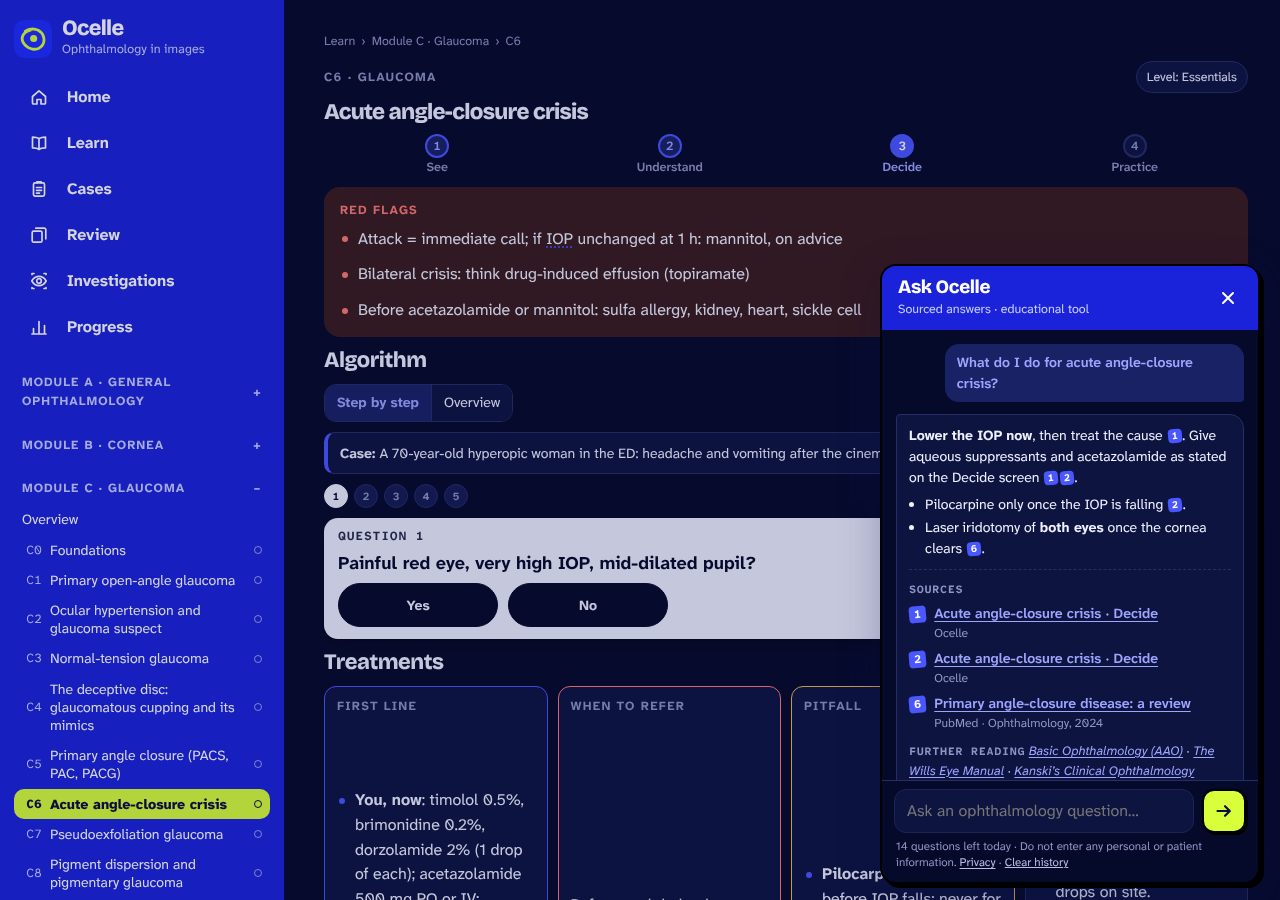 Ocelle
Ophthalmology in images
Home
Learn
Cases
Review
Investigations
Progress
MODULE A · GENERAL
OPHTHALMOLOGY
+
MODULE B · CORNEA
+
MODULE C · GLAUCOMA
−
Overview
C0 Foundations
C1 Primary open-angle glaucoma
C2 Ocular hypertension and
glaucoma suspect
C3 Normal-tension glaucoma
C4 The deceptive disc:
glaucomatous cupping and its
mimics
C5 Primary angle closure (PACS,
PAC, PACG)
C6 Acute angle-closure crisis
C7 Pseudoexfoliation glaucoma
C8 Pigment dispersion and
pigmentary glaucoma
Learn › Module C · Glaucoma › C6
C6 · GLAUCOMA
Level: Essentials
Acute angle-closure crisis
1 See
2 Understand
3 Decide
4 Practice
RED FLAGS
Attack = immediate call; if IOP unchanged at 1 h: mannitol, on advice
Bilateral crisis: think drug-induced effusion (topiramate)
Before acetazolamide or mannitol: sulfa allergy, kidney, heart, sickle cell
Algorithm
Step by step
Overview
Case: A 70-year-old hyperopic woman in the ED: headache and vomiting after the cinem
1 2 3 4 5
QUESTION 1
Painful red eye, very high IOP, mid-dilated pupil?
Yes
No
Treatments
FIRST LINE
You, now: timolol 0.5%,
brimonidine 0.2%,
dorzolamide 2% (1 drop
of each); acetazolamide
500 mg PO or IV;
WHEN TO REFER
PITFALL
Pilocarp
before IOP falls; never for
drops on site.
Ask Ocelle
Sourced answers · educational tool
What do I do for acute angle-closure
crisis?
Lower the IOP now, then treat the cause 1. Give
aqueous suppressants and acetazolamide as stated
on the Decide screen 1 2.
Pilocarpine only once the IOP is falling 2.
Laser iridotomy of both eyes once the cornea
clears 6.
SOURCES
1 Acute angle-closure crisis · Decide
Ocelle
2 Acute angle-closure crisis · Decide
Ocelle
6 Primary angle-closure disease: a review
PubMed · Ophthalmology, 2024
FURTHER READING Basic Ophthalmology (AAO) · The
Wills Eye Manual · Kanski's Clinical Ophthalmology
Ask an ophthalmology question...
14 questions left today · Do not enter any personal or patient
information. Privacy · Clear history